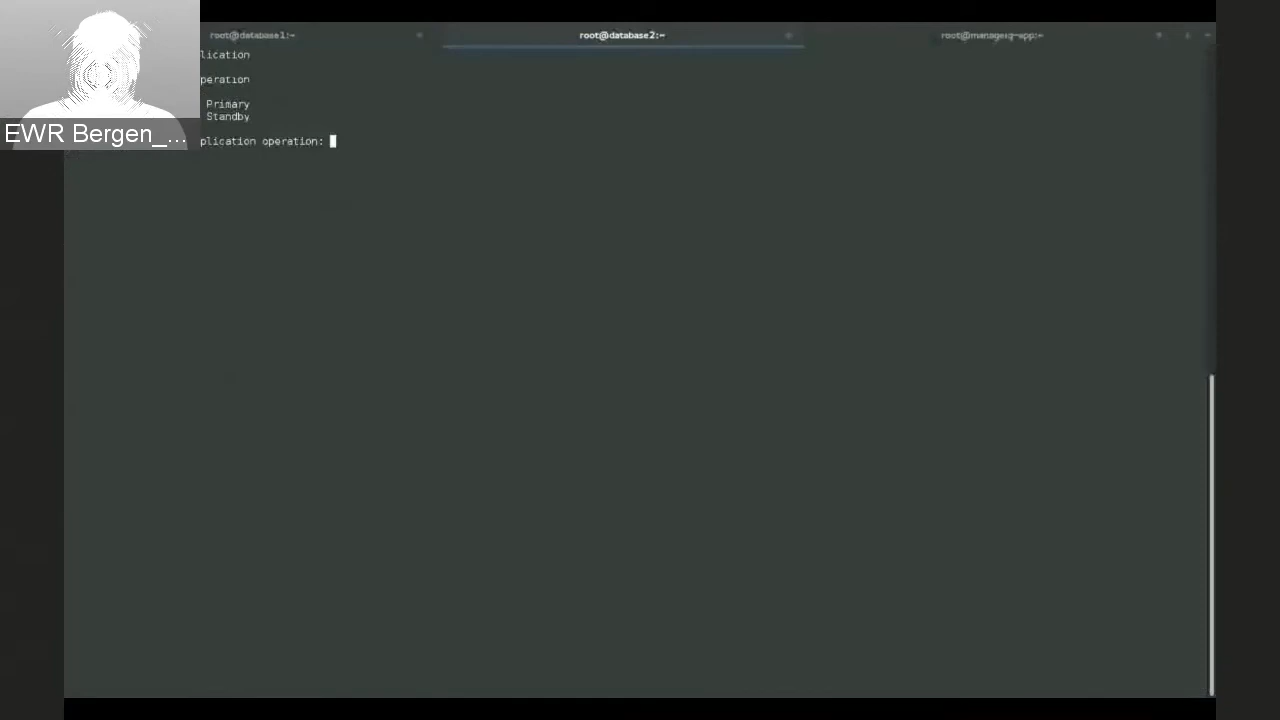 root@database1:~
root@database2:~
root@manageiq-app:~
lication
peration
Primary
Standby
plication operation:
EWR Bergen_...